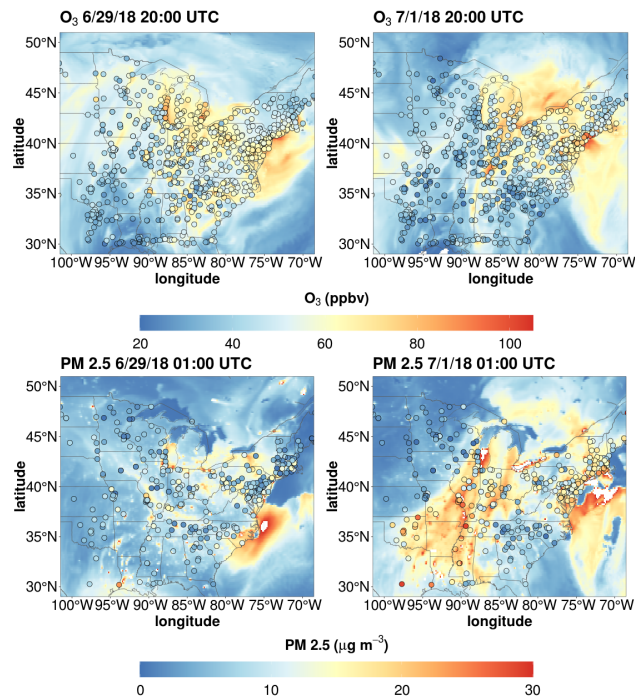 O₃ 6/29/18 20:00 UTC
O₃ 7/1/18 20:00 UTC
50°N
45°N
40°N
35°N
30°N
latitude
100°W 95°W 90°W 85°W 80°W 75°W 70°W
longitude
50°N
45°N
40°N
35°N
30°N
latitude
100°W 95°W 90°W 85°W 80°W 75°W 70°W
longitude
O₃ (ppbv)
20 40 60 80 100
PM 2.5 6/29/18 01:00 UTC
PM 2.5 7/1/18 01:00 UTC
50°N
45°N
40°N
35°N
30°N
latitude
100°W 95°W 90°W 85°W 80°W 75°W 70°W
longitude
50°N
45°N
40°N
35°N
30°N
latitude
100°W 95°W 90°W 85°W 80°W 75°W 70°W
longitude
PM 2.5 (μg m⁻³)
0 10 20 30